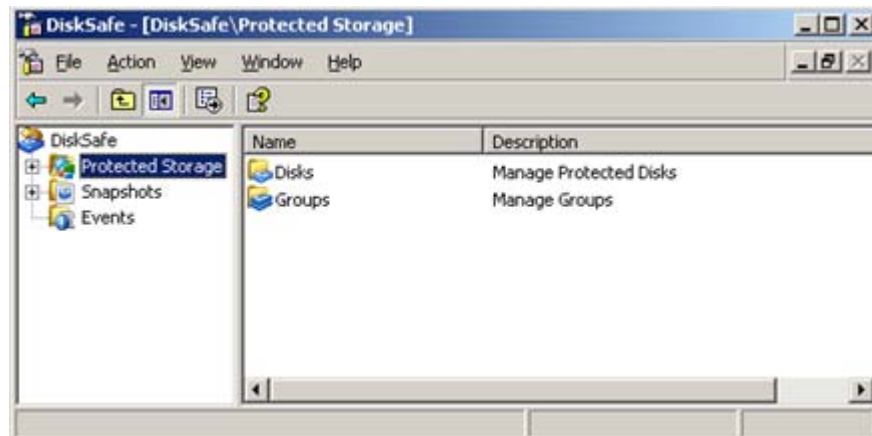 DiskSafe - [DiskSafe\Protected Storage]
File Action View Window Help
DiskSafe
Protected Storage
Snapshots
Events
Name Description
Disks Manage Protected Disks
Groups Manage Groups